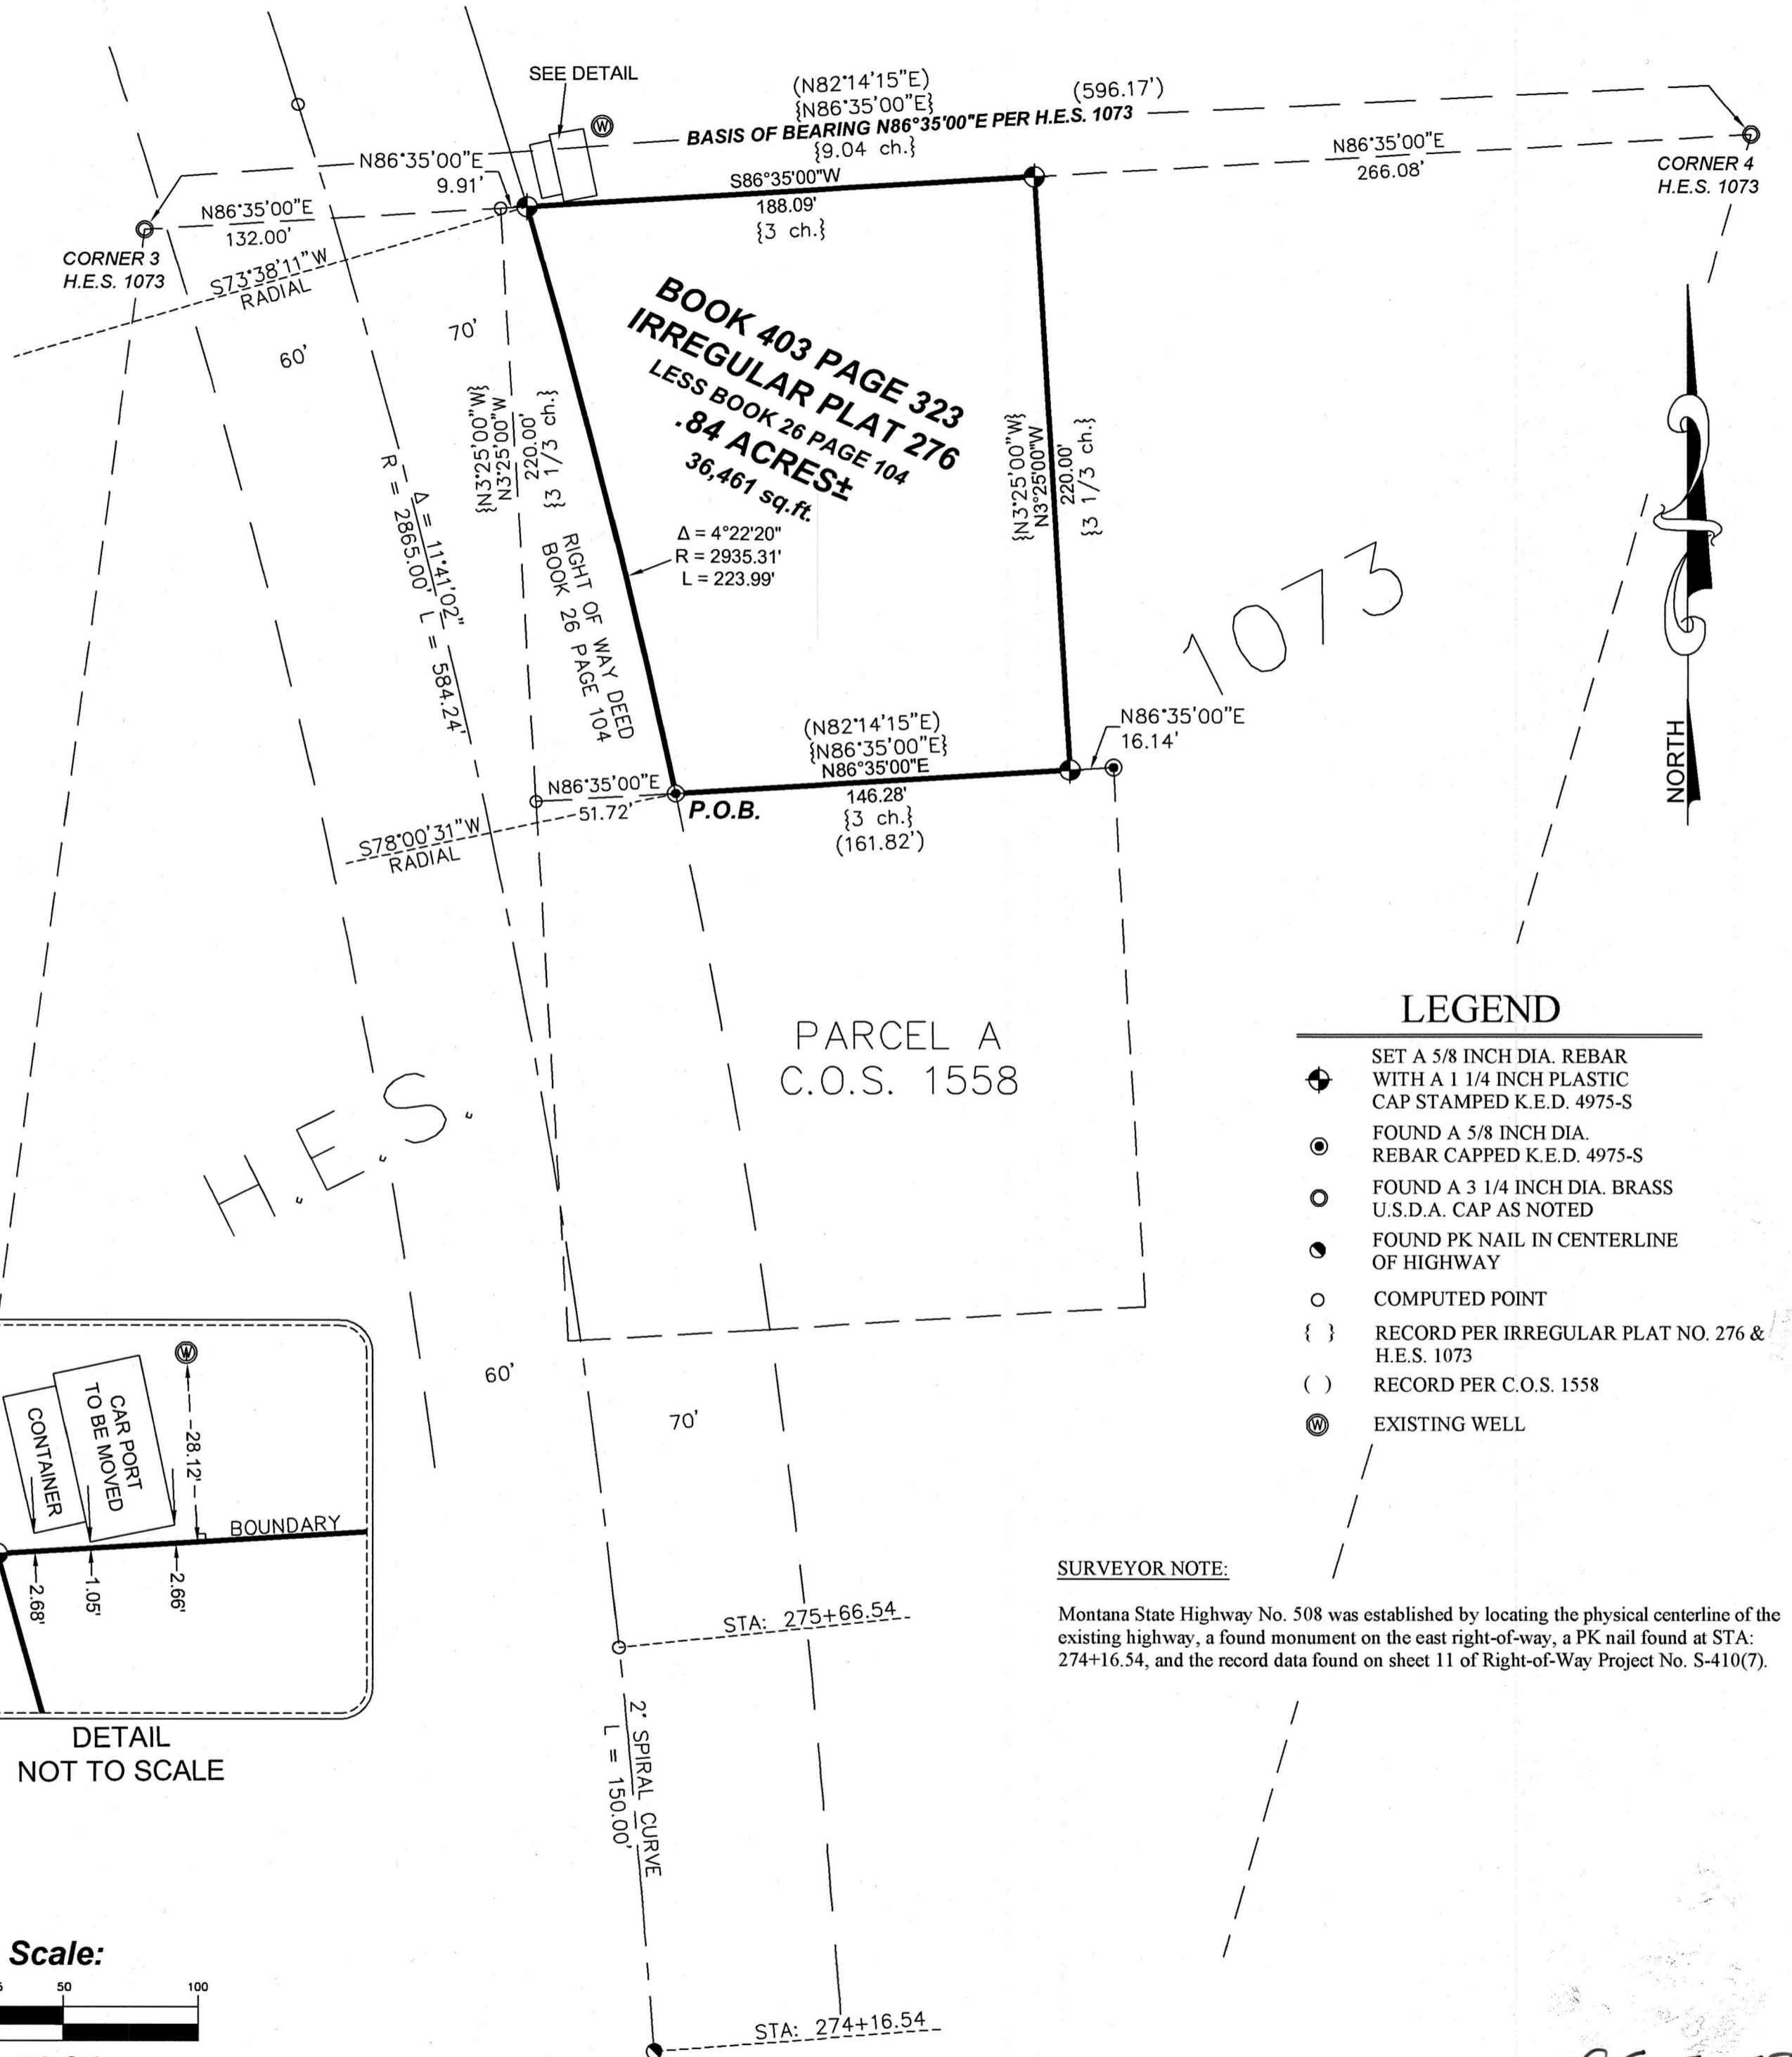 SEE DETAIL
(N82°14'15"E)
{N86°35'00"E}
(596.17')
BASIS OF BEARING N86°35'00"E PER H.E.S. 1073
{9.04 ch.}
N86°35'00"E
9.91'
N86°35'00"E
132.00'
CORNER 3
H.E.S. 1073
S73°38'11"W
RADIAL
S86°35'00"W
188.09'
{3 ch.}
N86°35'00"E
266.08'
CORNER 4
H.E.S. 1073
60'
70'
BOOK 403 PAGE 323
IRREGULAR PLAT 276
LESS BOOK 26 PAGE 104
.84 ACRES±
36,461 sq.ft.
{N3°25'00"W}
N3°25'00"W
220.00'
{3 1/3 ch.}
Δ = 11°41'02"
R = 2865.00' L = 584.24'
RIGHT OF WAY DEED
BOOK 26 PAGE 104
Δ = 4°22'20"
R = 2935.31'
L = 223.99'
{N3°25'00"W}
N3°25'00"W
220.00'
{3 1/3 ch.}
1073
NORTH
N86°35'00"E
16.14'
(N82°14'15"E)
{N86°35'00"E}
N86°35'00"E
146.28'
{3 ch.}
(161.82')
N86°35'00"E
51.72'
P.O.B.
S78°00'31"W
RADIAL
PARCEL A
C.O.S. 1558
H.E.S.
LEGEND
SET A 5/8 INCH DIA. REBAR
WITH A 1 1/4 INCH PLASTIC
CAP STAMPED K.E.D. 4975-S
FOUND A 5/8 INCH DIA.
REBAR CAPPED K.E.D. 4975-S
FOUND A 3 1/4 INCH DIA. BRASS
U.S.D.A. CAP AS NOTED
FOUND PK NAIL IN CENTERLINE
OF HIGHWAY
COMPUTED POINT
{ } RECORD PER IRREGULAR PLAT NO. 276 &
H.E.S. 1073
( ) RECORD PER C.O.S. 1558
W EXISTING WELL
60'
70'
W
CAR PORT
TO BE MOVED
CONTAINER
28.12'
BOUNDARY
2.68'
1.05'
2.66'
DETAIL
NOT TO SCALE
STA: 275+66.54
2° SPIRAL CURVE
L = 150.00'
STA: 274+16.54
SURVEYOR NOTE:
Montana State Highway No. 508 was established by locating the physical centerline of the
existing highway, a found monument on the east right-of-way, a PK nail found at STA:
274+16.54, and the record data found on sheet 11 of Right-of-Way Project No. S-410(7).
Scale:
50 100